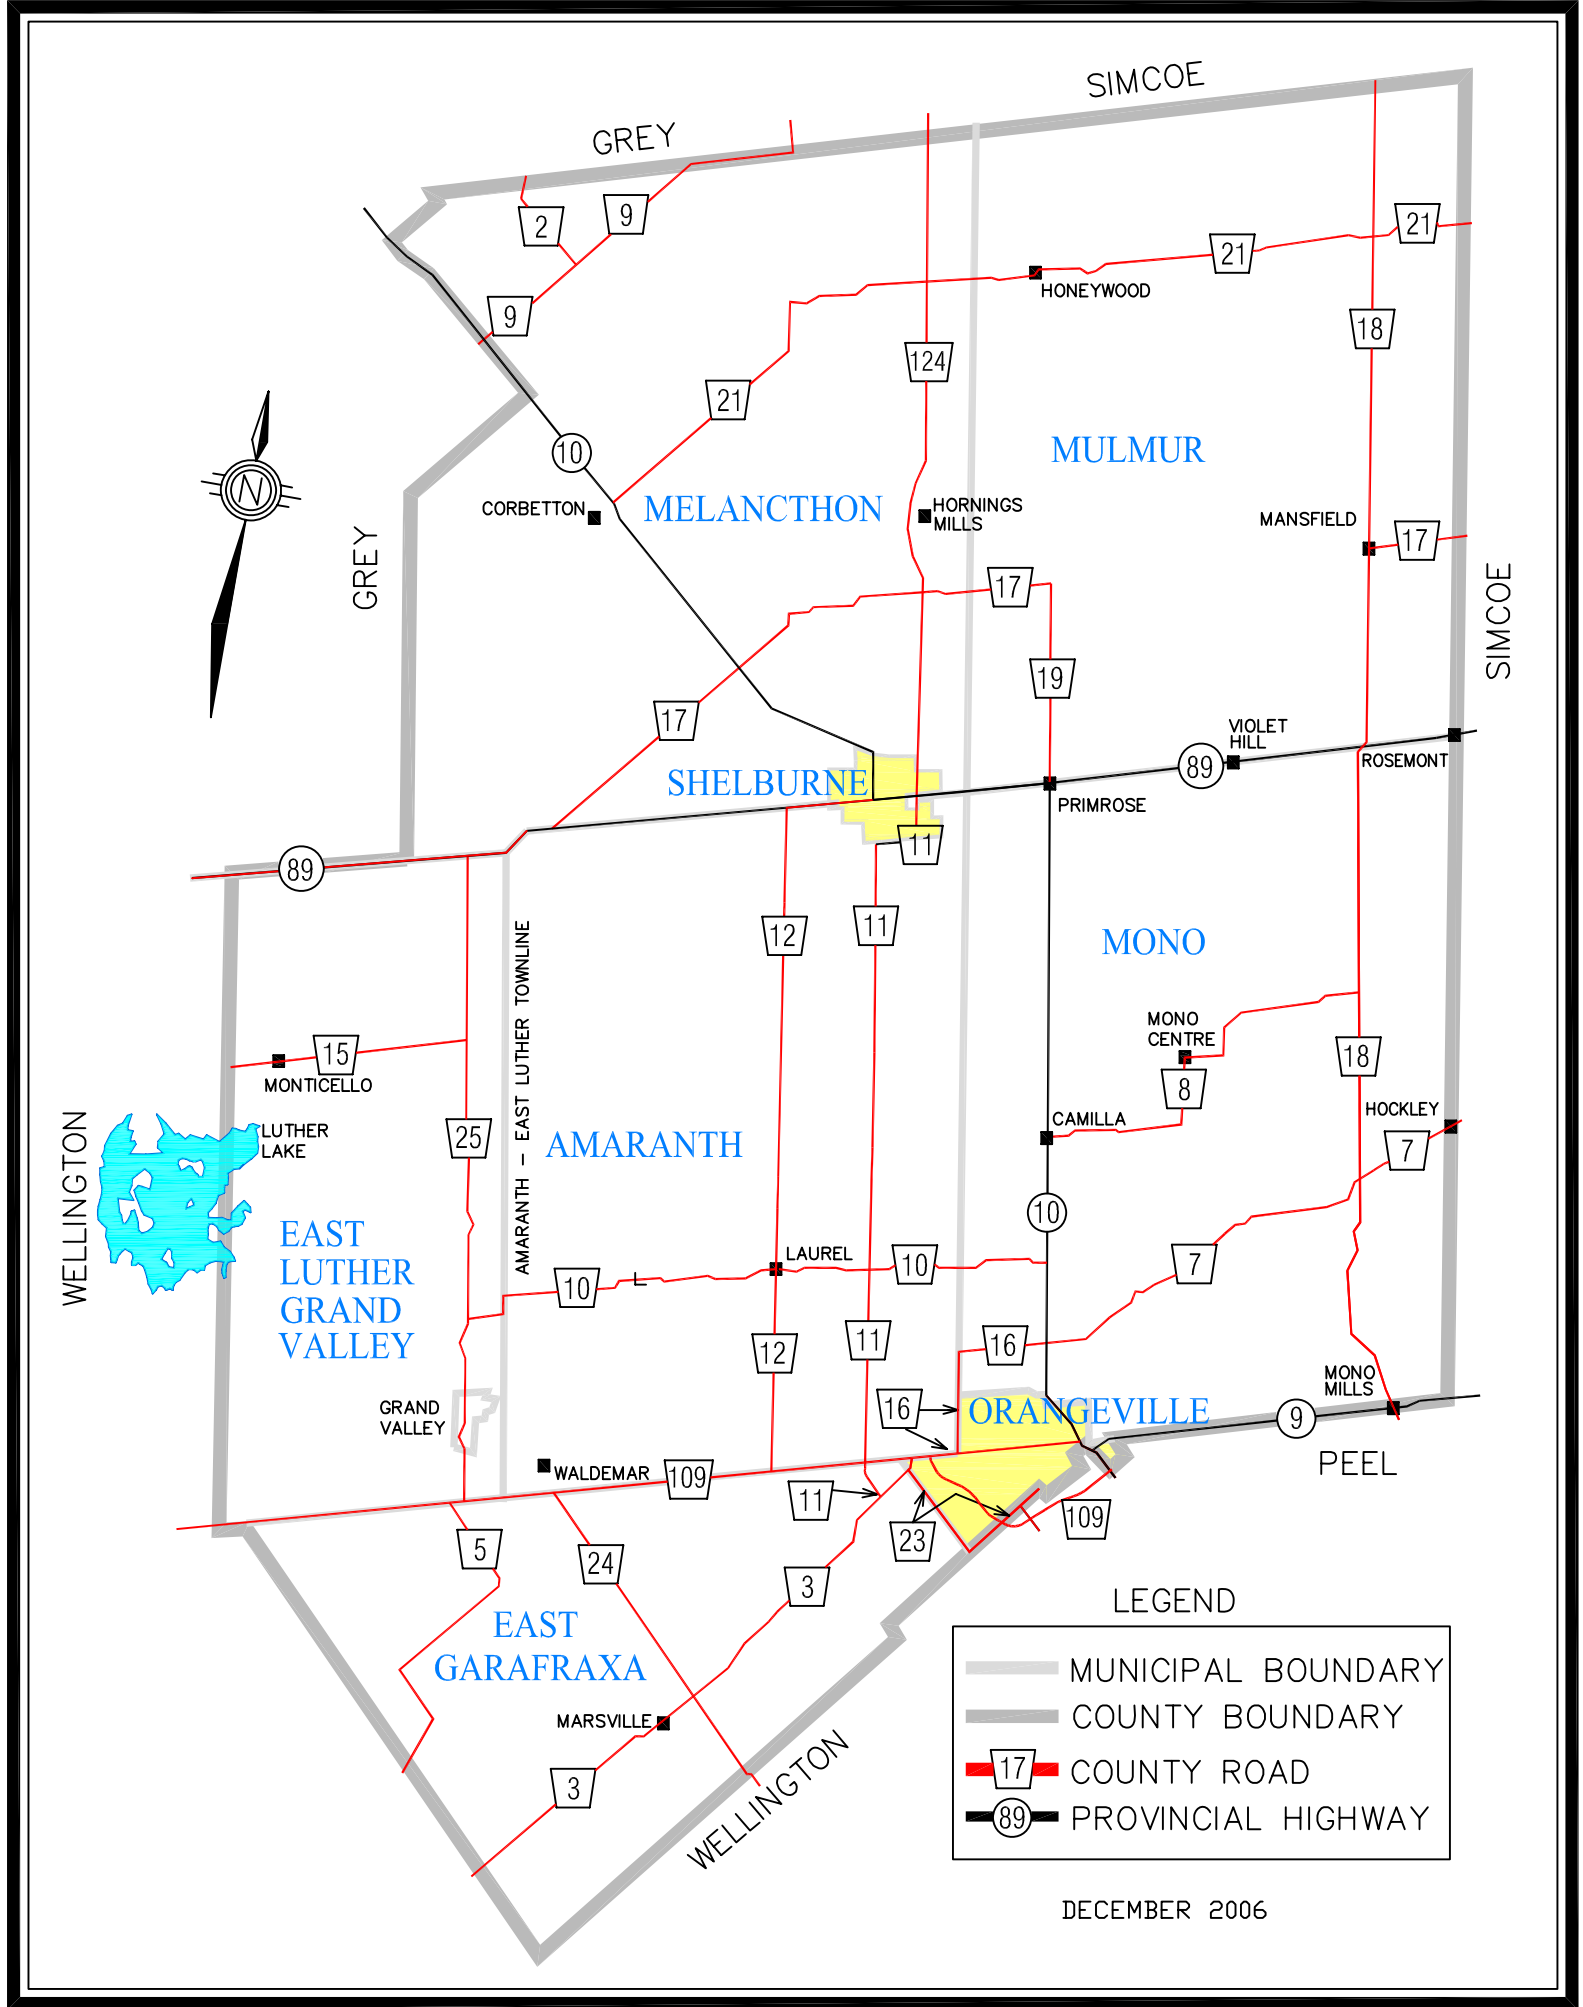 SIMCOE
GREY
2
9
21
21
9
HONEYWOOD
18
124
21
MULMUR
10
CORBETTON
MELANCTHON
HORNINGS
MILLS
MANSFIELD
17
N
GREY
17
SIMCOE
19
17
VIOLET
HILL
ROSEMONT
89
SHELBURNE
PRIMROSE
11
89
12
11
MONO
AMARANTH – EAST LUTHER TOWNLINE
MONO
CENTRE
15
MONTICELLO
18
8
HOCKLEY
LUTHER
LAKE
25
AMARANTH
CAMILLA
7
WELLINGTON
10
EAST
LUTHER
GRAND
VALLEY
LAUREL
10
10
L
7
12
11
16
MONO
MILLS
GRAND
VALLEY
16
ORANGEVILLE
9
PEEL
WALDEMAR
109
11
109
23
5
24
3
EAST
GARAFRAXA
MARSVILLE
3
WELLINGTON
LEGEND
MUNICIPAL BOUNDARY
COUNTY BOUNDARY
17 COUNTY ROAD
89 PROVINCIAL HIGHWAY
DECEMBER 2006